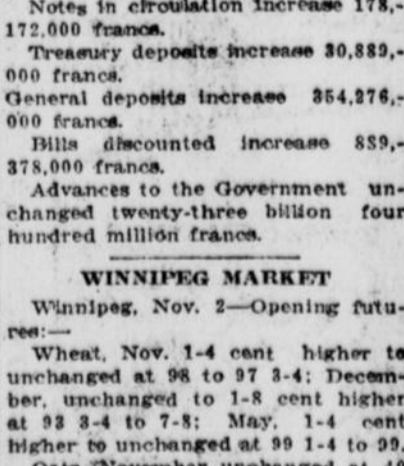 Notes in circulation increase 178,-
172,000 francs.
Treasury deposits increase 30,889,-
000 francs.
General deposits increase 354,276,-
000 francs.
Bills discounted increase 889,-
378,000 francs.
Advances to the Government un-
changed twenty-three billion four
hundred million francs.
WINNIPEG MARKET
Winnipeg, Nov. 2—Opening futu-
res:—
Wheat, Nov. 1-4 cent higher to
unchanged at 98 to 97 3-4; Decem-
ber, unchanged to 1-8 cent higher
at 93 3-4 to 7-8; May, 1-4 cent
higher to unchanged at 99 1-4 to 99.